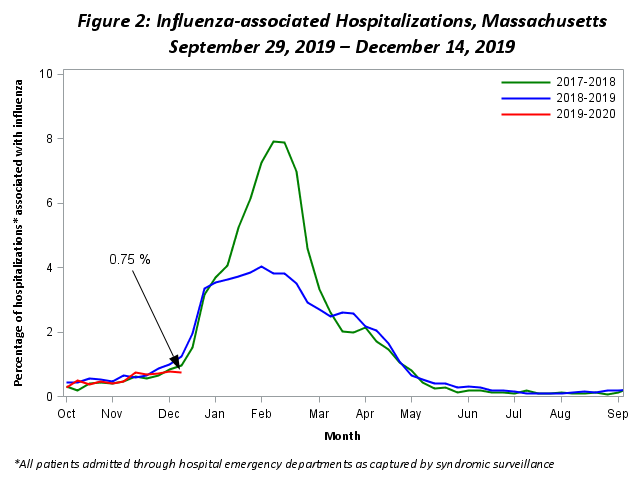 Figure 2: Influenza-associated Hospitalizations, Massachusetts
September 29, 2019 – December 14, 2019
Percentage of hospitalizations* associated with influenza
10
8
6
4
2
0
2017-2018
2018-2019
2019-2020
0.75 %
Oct Nov Dec Jan Feb Mar Apr May Jun Jul Aug Sep
Month
*All patients admitted through hospital emergency departments as captured by syndromic surveillance